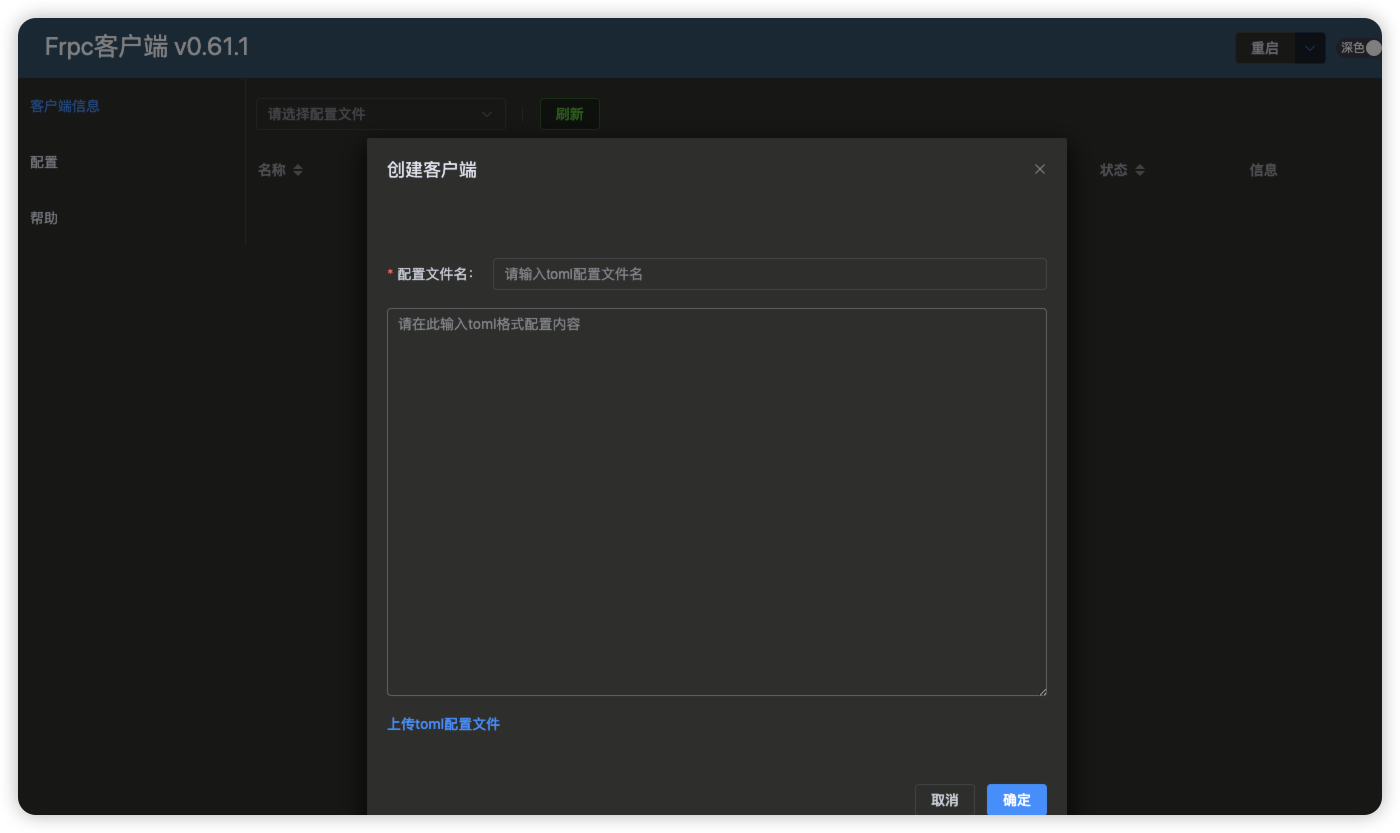 Frpc客户端 v0.61.1
重启
深色
客户端信息
配置
帮助
请选择配置文件
刷新
名称
状态
信息
创建客户端
* 配置文件名：
请输入toml配置文件名
请在此输入toml格式配置内容
上传toml配置文件
取消
确定